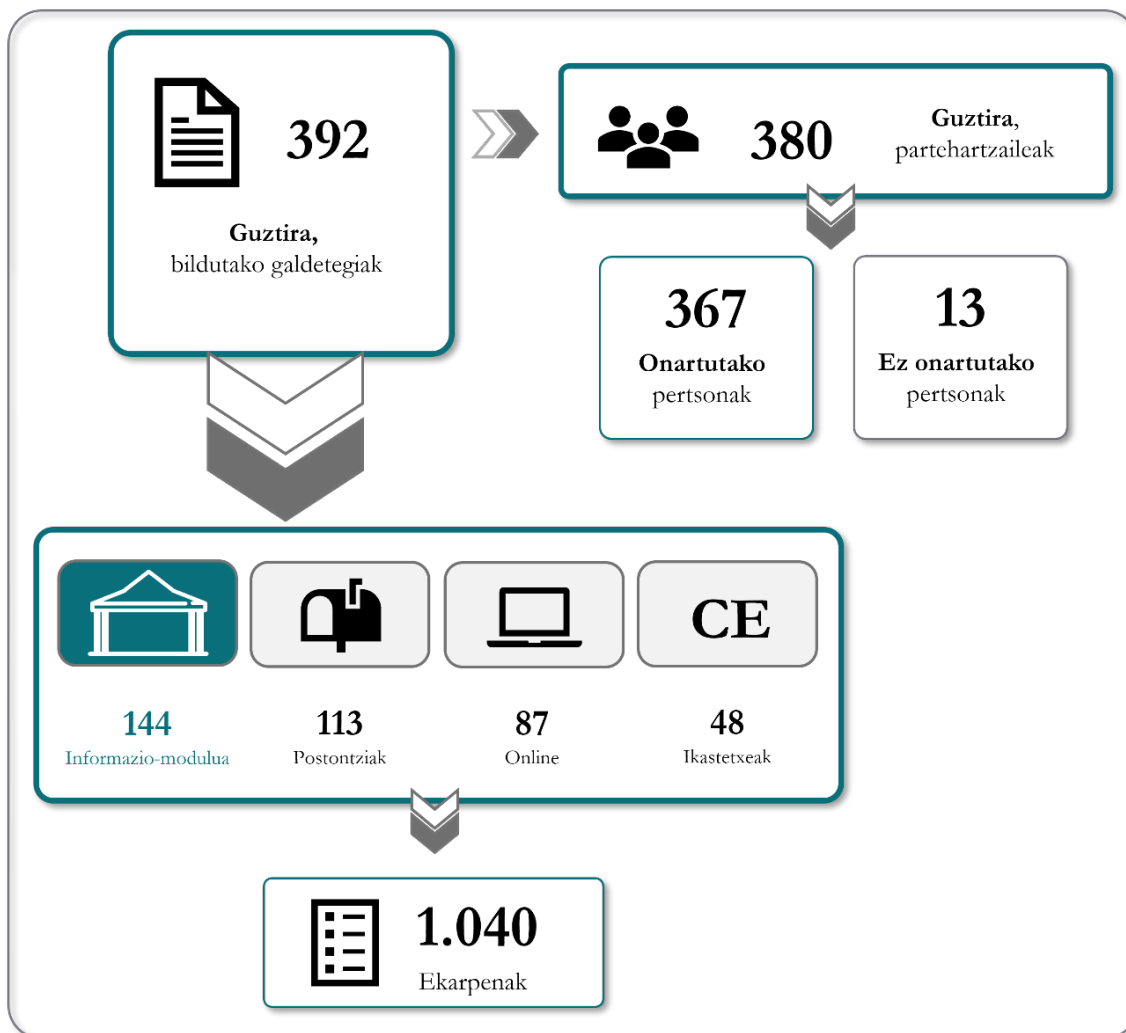 392
Guztira,
bildutako galdetegiak
380
Guztira,
partehartzaileak
367
Onartutako
pertsonak
13
Ez onartutako
pertsonak
CE
144
Informazio-modulua
113
Postontziak
87
Online
48
Ikastetxeak
1.040
Ekarpenak